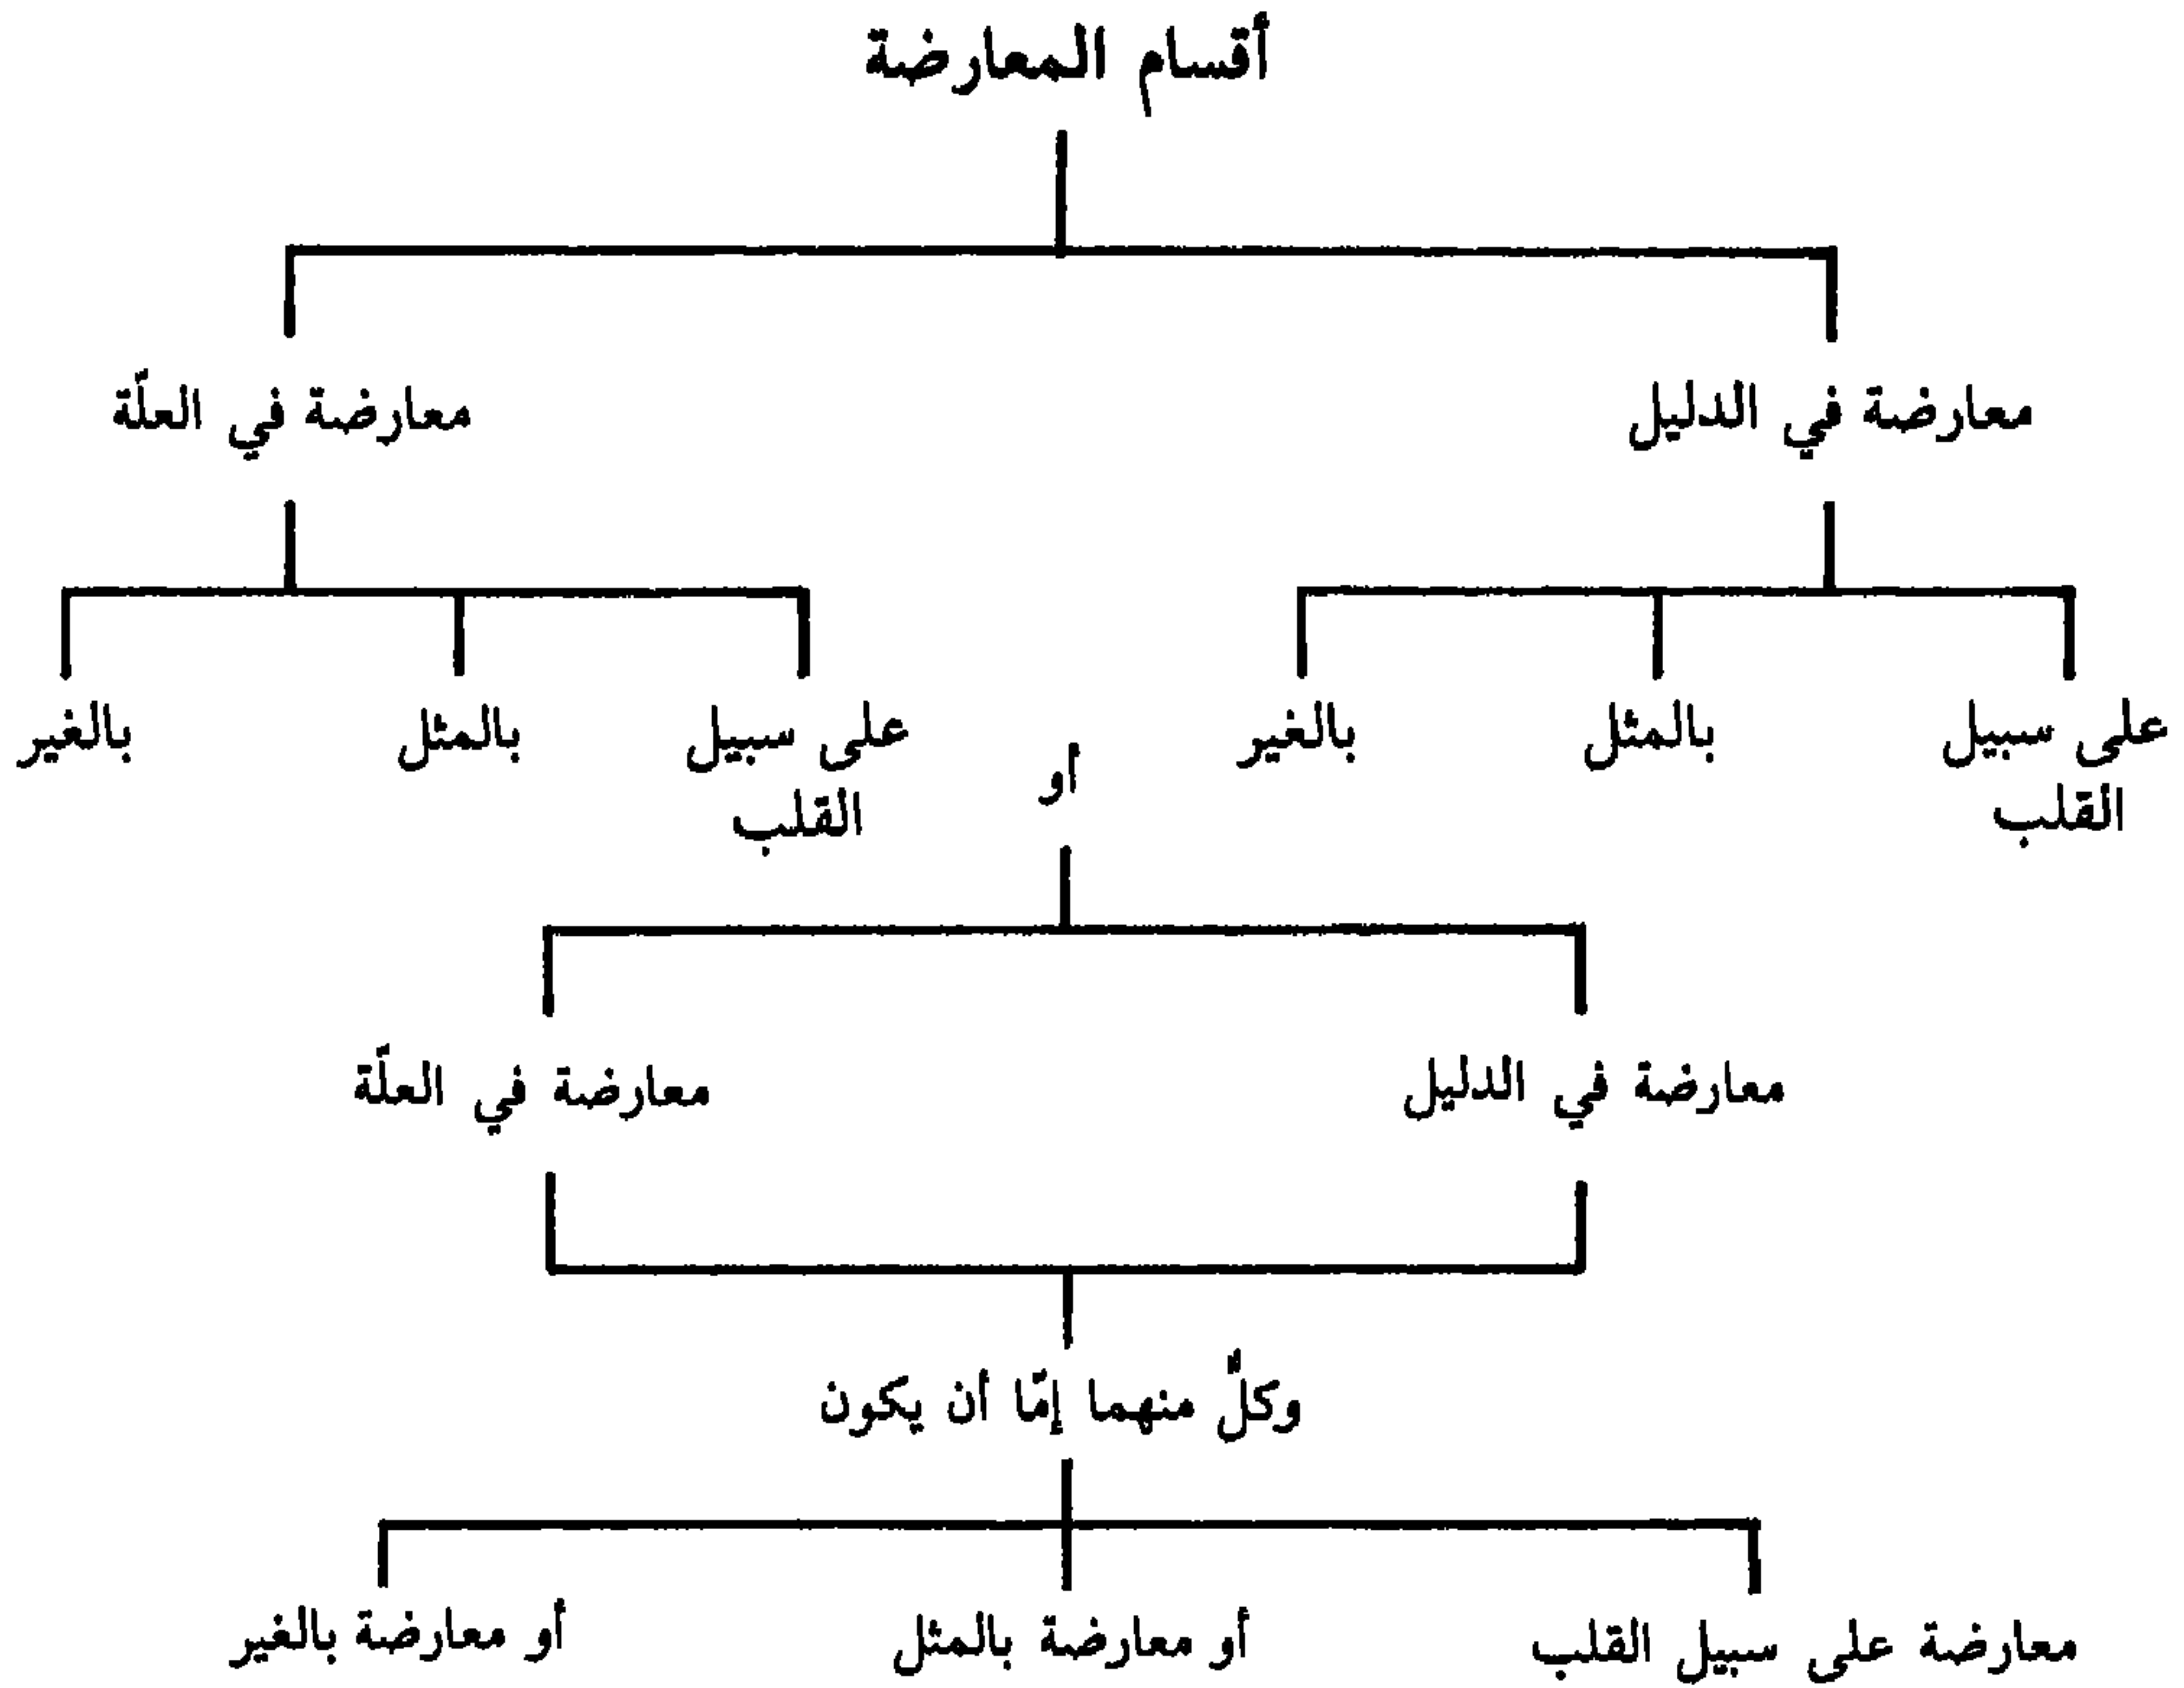 أقسام المعارضة
معارضة في الدليل
معارضة في العلّة
على سبيل
القلب
بالمثل
بالغير
على سبيل
القلب
بالمثل
بالغير
أو
معارضة في الدليل
معارضة في العلّة
وكلٌّ منهما إمّا أن يكون
معارضة على سبيل القلب
أو معارضة بالمثل
أو معارضة بالغير